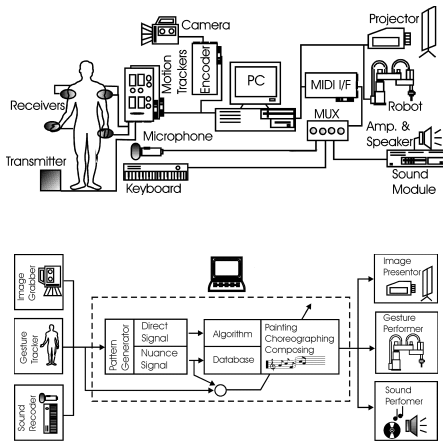 Camera
Projector
Motion
Trackers
Encoder
PC
MIDI I/F
Receivers
Robot
MUX
Microphone
Amp. &
Speaker
Transmitter
Keyboard
Sound
Module
Image
Grabber
Gesture
Tracker
Sound
Recoder
Pattern
Generator
Direct
Signal
Nuance
Signal
Algorithm
Database
Painting
Choreographing
Composing
Image
Presentor
Gesture
Performer
Sound
Perfomer